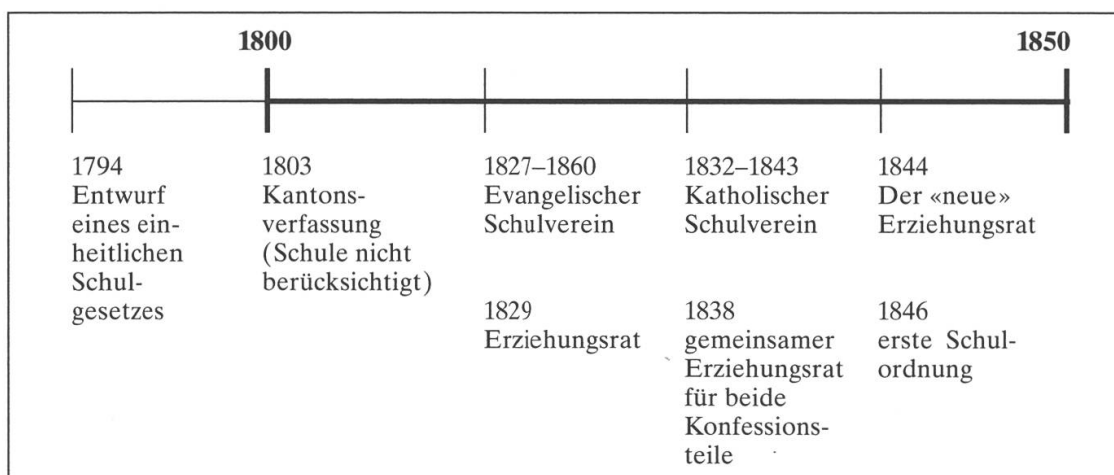 1800
1850
1794
Entwurf
eines ein-
heitlichen
Schul-
gesetzes
1803
Kantons-
verfassung
(Schule nicht
berücksichtigt)
1827–1860
Evangelischer
Schulverein
1829
Erziehungsrat
1832–1843
Katholischer
Schulverein
1838
gemeinsamer
Erziehungsrat
für beide
Konfessions-
teile
1844
Der «neue»
Erziehungsrat
1846
erste Schul-
ordnung